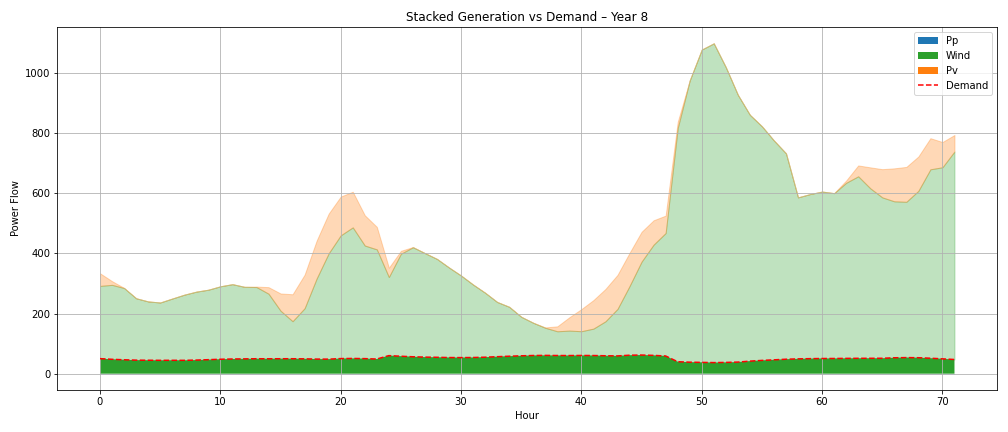 Stacked Generation vs Demand – Year 8
Power Flow
1000
800
600
400
200
0
0 10 20 30 40 50 60 70
Hour
Pp
Wind
Pv
Demand